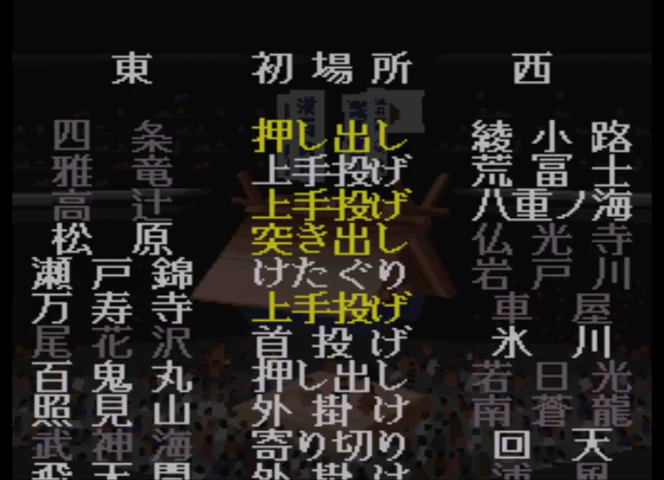 東 初場所 西
四条 押し出し 綾小路
雅竜 上手投げ 荒冨士
高辻 上手投げ 八重ノ海
松原 突き出し 仏光寺
瀬戸錦 けたぐり 岩戸川
万寿寺 上手投げ 車屋
尾花沢 首投げ 氷川
百鬼丸 押し出し 若日光
照見山 外掛け 南蒼龍
武神海 寄り切り 回天
外掛け